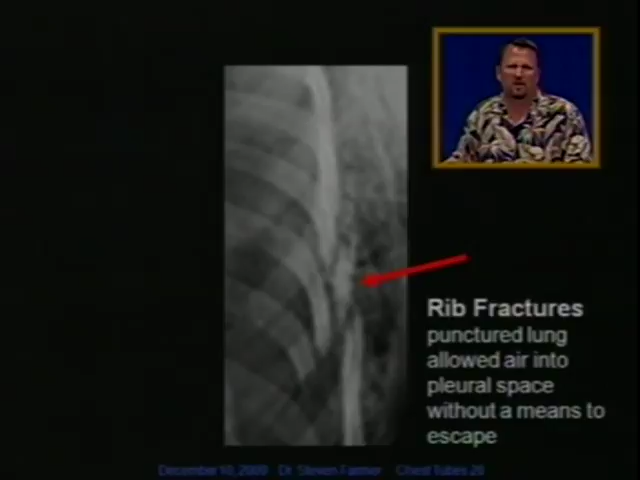 Rib Fractures
punctured lung
allowed air into
pleural space
without a means to
escape
December 10, 2009 Dr. Steven Farmer Chest Tubes 20